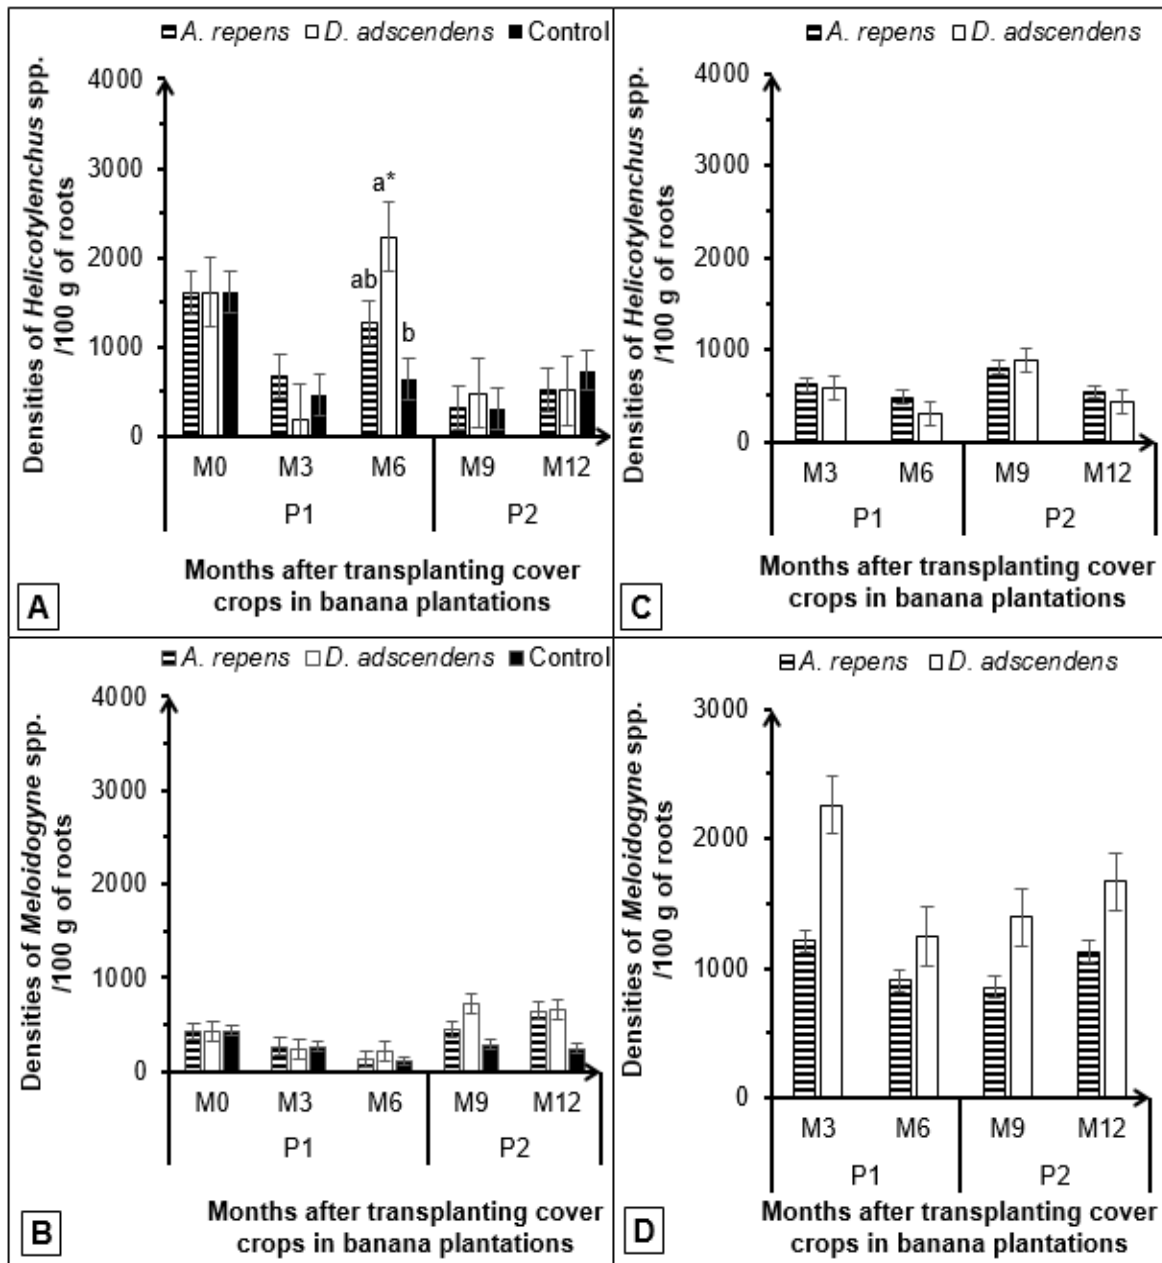 A. repens D. adscendens Control
Densities of Helicotylenchus spp.
/100 g of roots
4000
3000
2000
1000
0
a*
ab
b
M0 M3 M6 M9 M12
P1 P2
Months after transplanting cover
crops in banana plantations
A
A. repens D. adscendens
Densities of Helicotylenchus spp.
/100 g of roots
4000
3000
2000
1000
0
M3 M6 M9 M12
P1 P2
Months after transplanting cover
crops in banana plantations
C
A. repens D. adscendens Control
Densities of Meloidogyne spp.
/100 g of roots
4000
3000
2000
1000
0
M0 M3 M6 M9 M12
P1 P2
Months after transplanting cover
crops in banana plantations
B
A. repens D. adscendens
Densities of Meloidogyne spp.
/100 g of roots
3000
2000
1000
0
M3 M6 M9 M12
P1 P2
Months after transplanting cover
crops in banana plantations
D